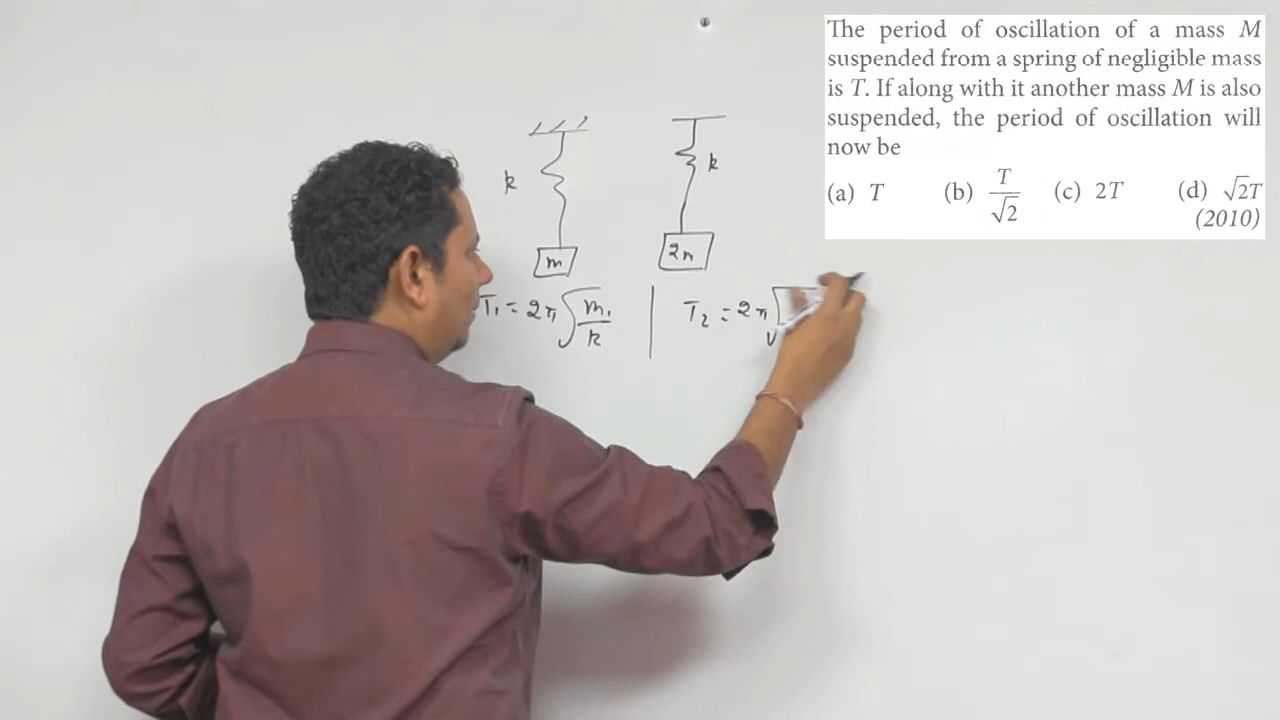 The period of oscillation of a mass M
suspended from a spring of negligible mass
is T. If along with it another mass M is also
suspended, the period of oscillation will
now be
(a) T (b) T/√2 (c) 2T (d) √2T
(2010)
k
k
m
2m
T₁ = 2π√(m₁/k)
T₂ = 2π√